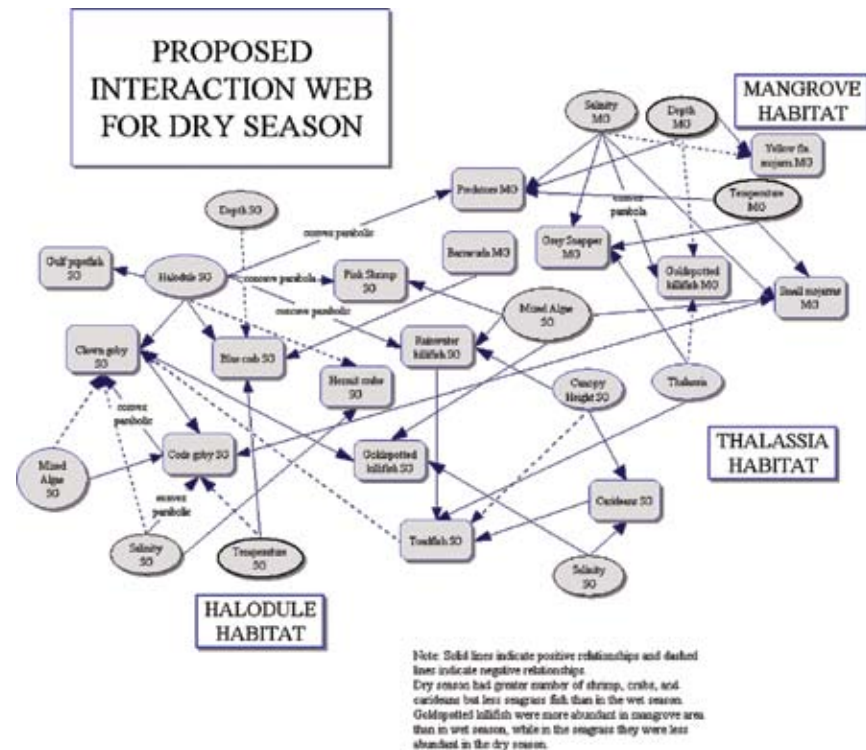 PROPOSED
INTERACTION WEB
FOR DRY SEASON
MANGROVE
HABITAT
Salinity
MG
Depth
MG
Yellow fin
mojarra MG
Predators MG
Temperature
MG
convex
parabola
Depth SG
convex parabolic
Grey Snapper
MG
Barracuda MG
Gulf pipefish
SG
Halodule SG
concave parabola
Pink Shrimp
SG
Goldspotted
killifish MG
Small mojarras
MG
concave parabolic
Mixed Algae
SG
Clown goby
SG
Blue crab SG
Rainwater
killifish SG
Hermit crabs
SG
Canopy
Height SG
Thalassia
convex
parabolic
THALASSIA
HABITAT
Mixed
Algae
SG
Code goby SG
Goldspotted
killifish SG
convex
parabolic
Carideans SG
Salinity
SG
Temperature
SG
Toadfish SG
Salinity
SG
HALODULE
HABITAT
Note: Solid lines indicate positive relationships and dashed
lines indicate negative relationships
Dry season had greater number of shrimp, crabs, and
carideans but less seagrass fish than in the wet season.
Goldspotted killifish were more abundant in mangrove area
than in wet season, while in the seagrass they were less
abundant in the dry season.